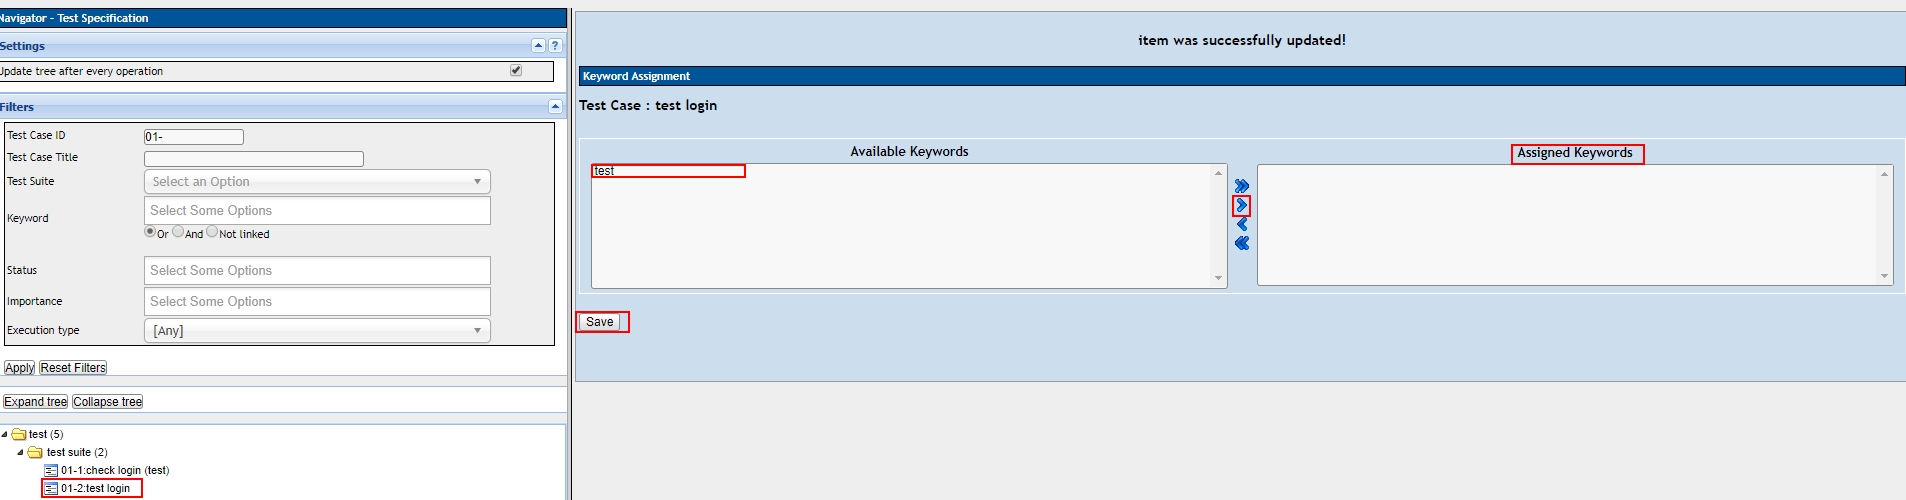 Navigator - Test Specification
Settings
?
Update tree after every operation
Filters
Test Case ID
01-
Test Case Title
Test Suite
Select an Option
Keyword
Select Some Options
Or And Not linked
Status
Select Some Options
Importance
Select Some Options
Execution type
[Any]
Apply Reset Filters
Expand tree Collapse tree
test (5)
test suite (2)
01-1:check login (test)
01-2:test login
item was successfully updated!
Keyword Assignment
Test Case : test login
Available Keywords
test
Assigned Keywords
Save